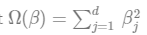 t Ω(β) = ∑_{j=1}^{d} β_j^2